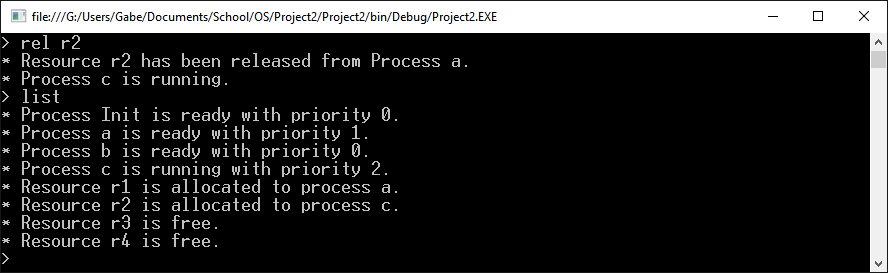 file:///G:/Users/Gabe/Documents/School/OS/Project2/Project2/bin/Debug/Project2.EXE
> rel r2
* Resource r2 has been released from Process a.
* Process c is running.
> list
* Process Init is ready with priority 0.
* Process a is ready with priority 1.
* Process b is ready with priority 0.
* Process c is running with priority 2.
* Resource r1 is allocated to process a.
* Resource r2 is allocated to process c.
* Resource r3 is free.
* Resource r4 is free.
>